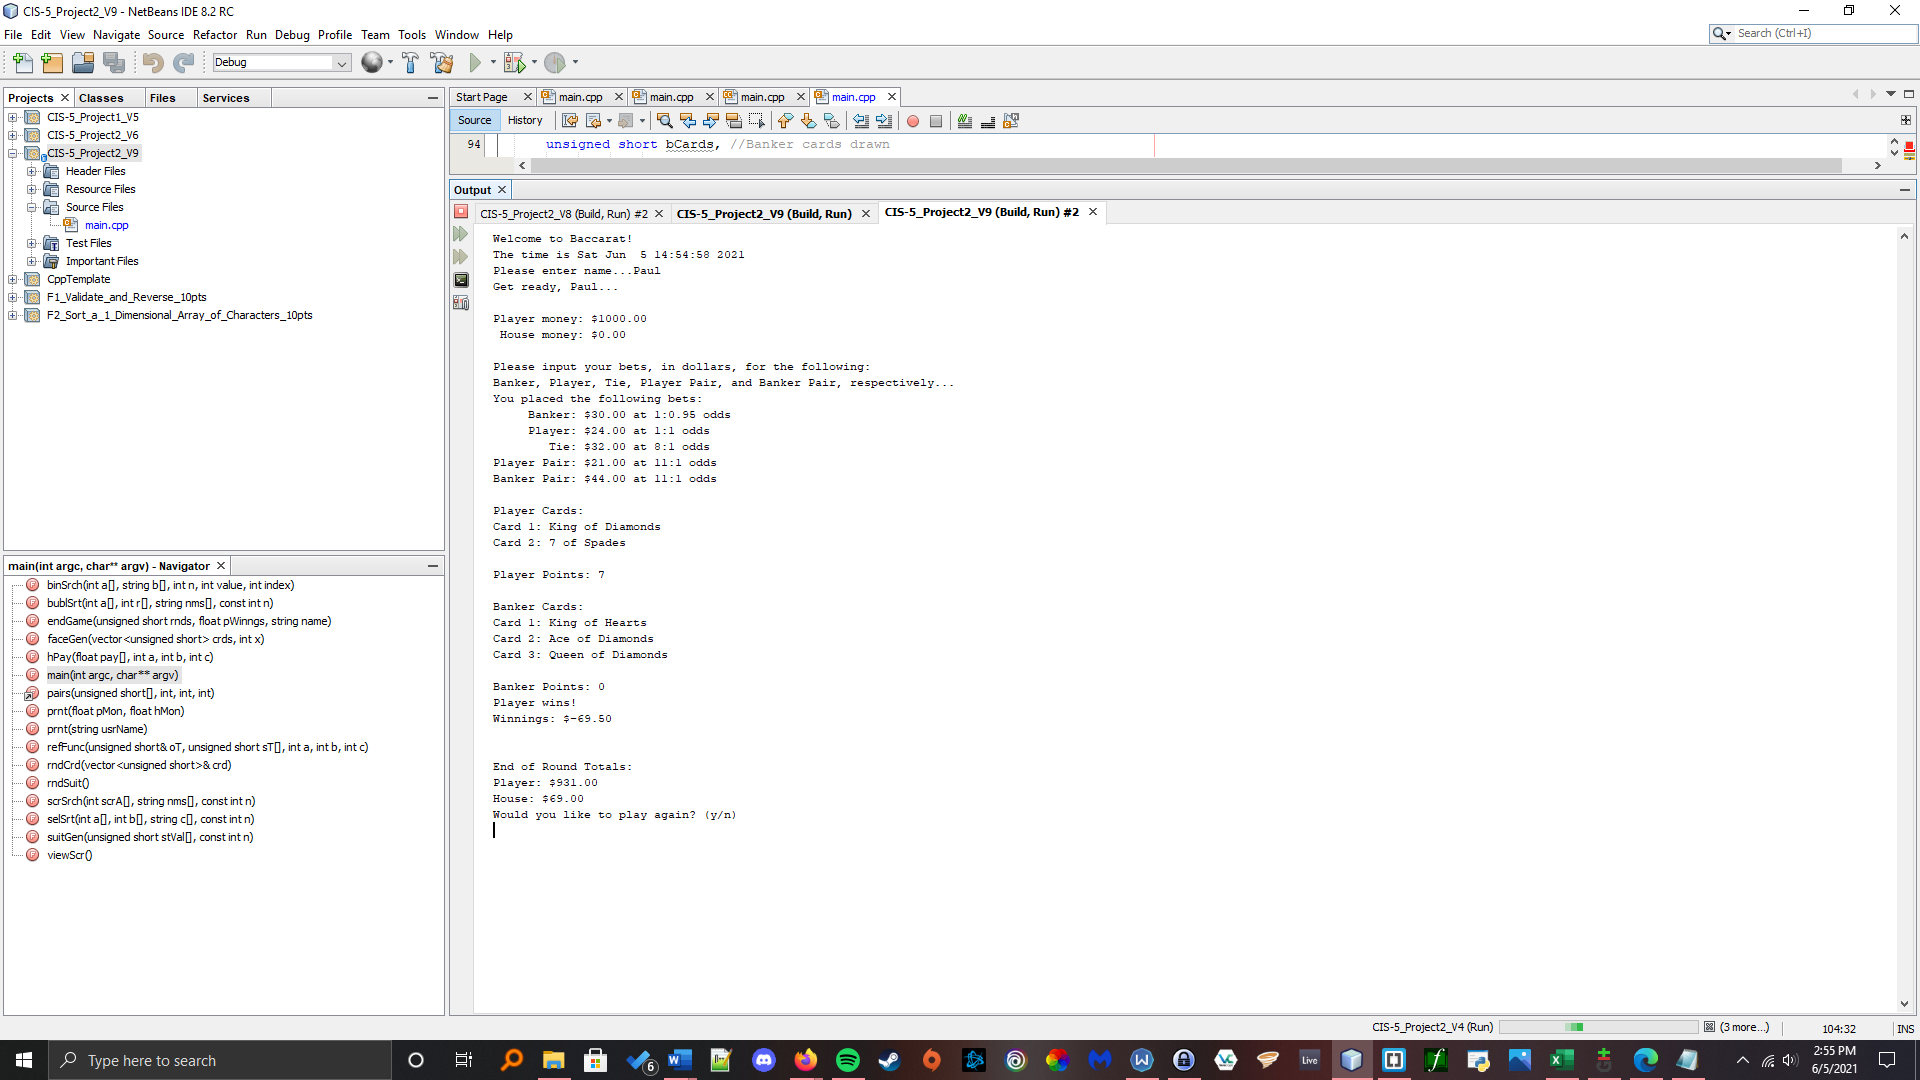 CIS-5_Project2_V9 - NetBeans IDE 8.2 RC
File Edit View Navigate Source Refactor Run Debug Profile Team Tools Window Help
Search (Ctrl+I)
Debug
Projects Classes Files Services
CIS-5_Project1_V5
CIS-5_Project2_V6
CIS-5_Project2_V9
Header Files
Resource Files
Source Files
main.cpp
Test Files
Important Files
CppTemplate
F1_Validate_and_Reverse_10pts
F2_Sort_a_1_Dimensional_Array_of_Characters_10pts
main(int argc, char** argv) - Navigator
binSrch(int a[], string b[], int n, int value, int index)
bublSrt(int a[], int r[], string nms[], const int n)
endGame(unsigned short rnds, float pWinngs, string name)
faceGen(vector<unsigned short> crds, int x)
hPay(float pay[], int a, int b, int c)
main(int argc, char** argv)
pairs(unsigned short[], int, int, int)
prnt(float pMon, float hMon)
prnt(string usrName)
refFunc(unsigned short& oT, unsigned short sT[], int a, int b, int c)
rndCrd(vector<unsigned short>& crd)
rndSuit()
scrSrch(int scrA[], string nms[], const int n)
selSrt(int a[], int b[], string c[], const int n)
suitGen(unsigned short stVal[], const int n)
viewScr()
Start Page main.cpp main.cpp main.cpp main.cpp
Source History
94 unsigned short bCards, //Banker cards drawn
Output
CIS-5_Project2_V8 (Build, Run) #2 CIS-5_Project2_V9 (Build, Run) CIS-5_Project2_V9 (Build, Run) #2
Welcome to Baccarat!
The time is Sat Jun  5 14:54:58 2021
Please enter name...Paul
Get ready, Paul...
Player money: $1000.00
House money: $0.00
Please input your bets, in dollars, for the following:
Banker, Player, Tie, Player Pair, and Banker Pair, respectively...
You placed the following bets:
Banker: $30.00 at 1:0.95 odds
Player: $24.00 at 1:1 odds
Tie: $32.00 at 8:1 odds
Player Pair: $21.00 at 11:1 odds
Banker Pair: $44.00 at 11:1 odds
Player Cards:
Card 1: King of Diamonds
Card 2: 7 of Spades
Player Points: 7
Banker Cards:
Card 1: King of Hearts
Card 2: Ace of Diamonds
Card 3: Queen of Diamonds
Banker Points: 0
Player wins!
Winnings: $-69.50
End of Round Totals:
Player: $931.00
House: $69.00
Would you like to play again? (y/n)
CIS-5_Project2_V4 (Run) (3 more...) 104:32 INS
Type here to search
6
Live
2:55 PM
6/5/2021